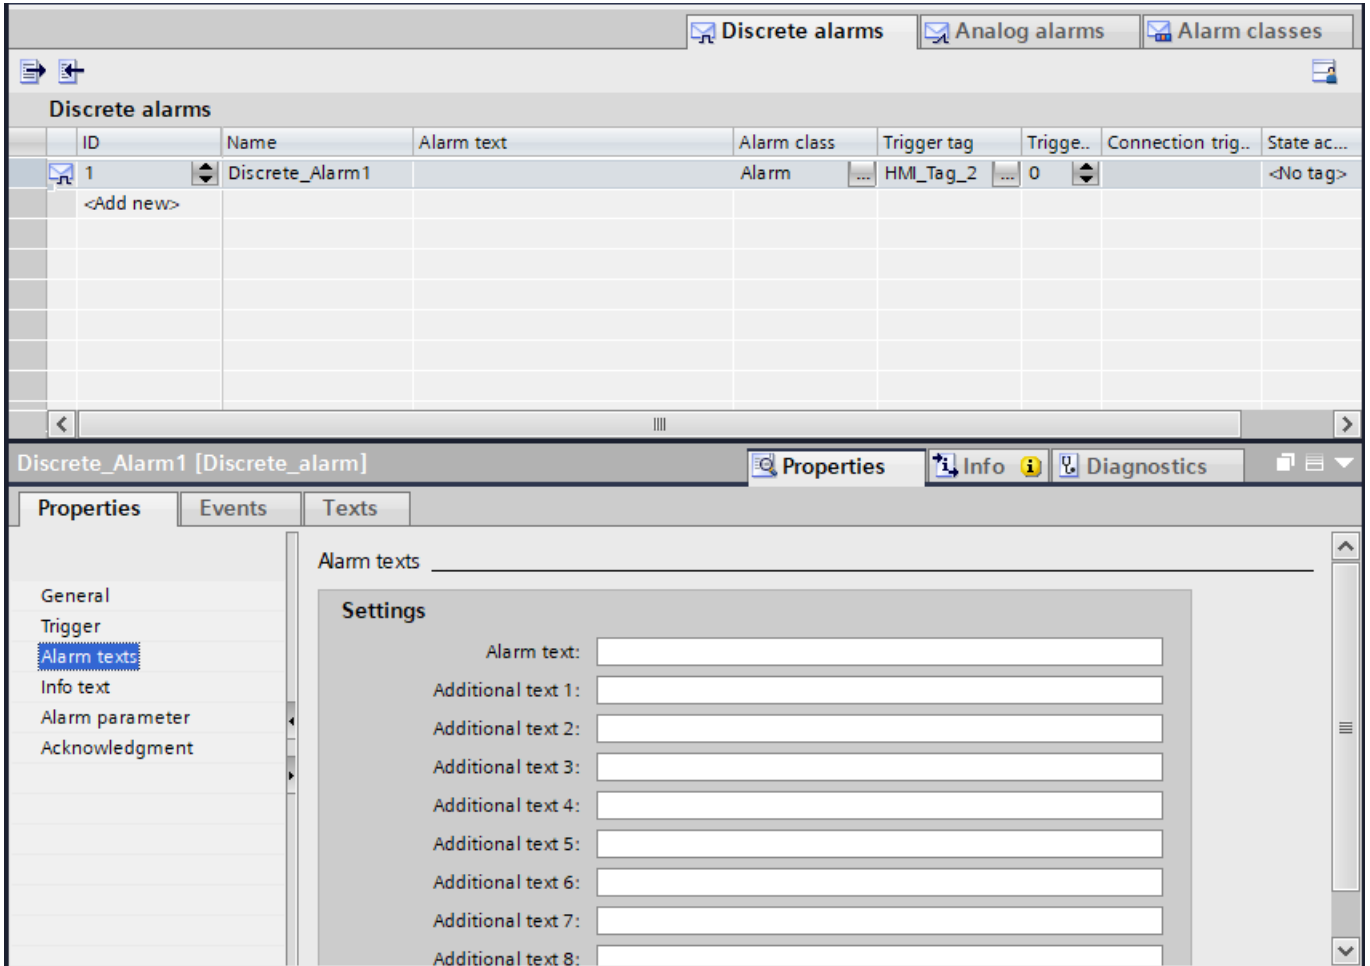 Discrete alarms Analog alarms Alarm classes
Discrete alarms
ID Name Alarm text Alarm class Trigger tag Trigge.. Connection trig.. State ac...
1 Discrete_Alarm1 Alarm ... HMI_Tag_2 ... 0 <No tag>
<Add new>
Discrete_Alarm1 [Discrete_alarm] Properties Info Diagnostics
Properties Events Texts
Alarm texts
General
Trigger
Alarm texts
Info text
Alarm parameter
Acknowledgment
Settings
Alarm text:
Additional text 1:
Additional text 2:
Additional text 3:
Additional text 4:
Additional text 5:
Additional text 6:
Additional text 7:
Additional text 8: